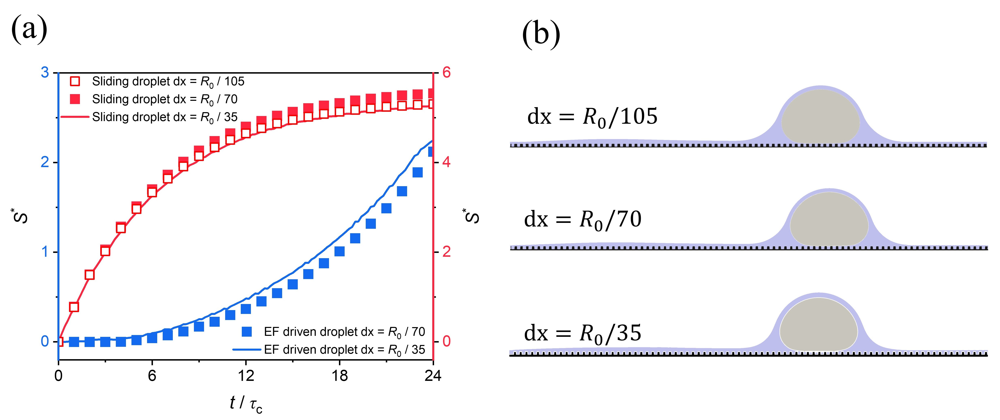 (a)
3
2
1
0
S*
Sliding droplet dx = R0 / 105
Sliding droplet dx = R0 / 70
Sliding droplet dx = R0 / 35
EF driven droplet dx = R0 / 70
EF driven droplet dx = R0 / 35
6
4
2
0
S*
0 6 12 18 24
t / τc
(b)
dx = R0/105
dx = R0/70
dx = R0/35